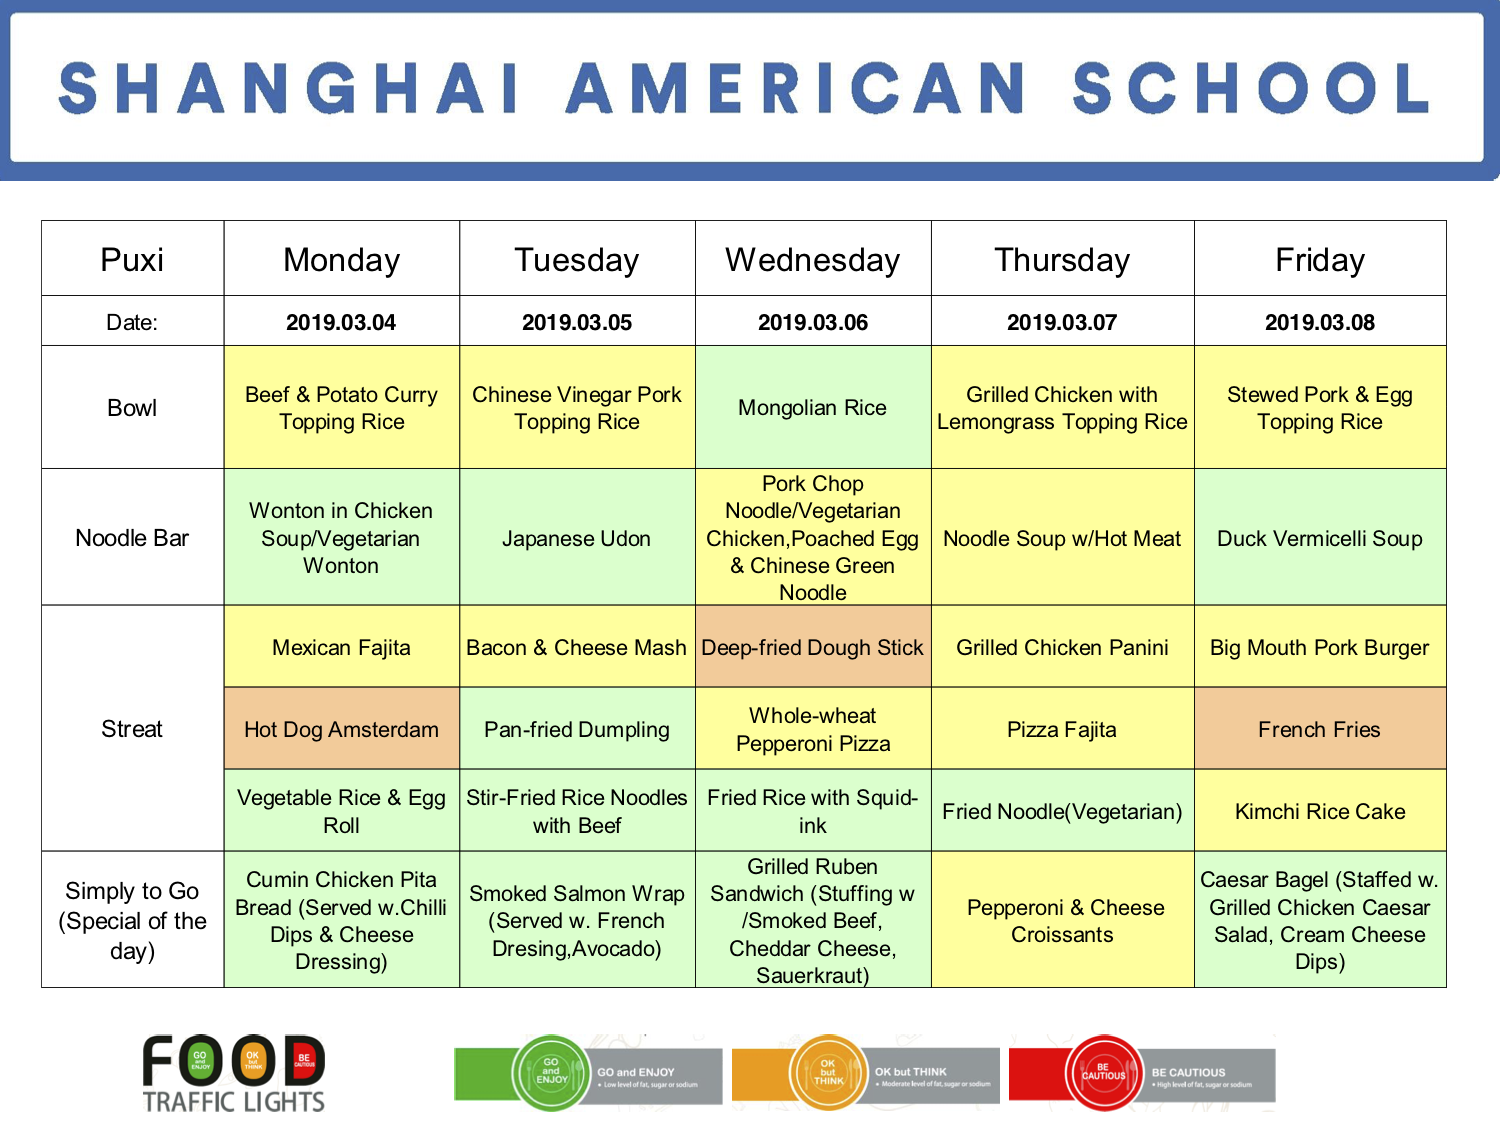 SHANGHAI AMERICAN SCHOOL
Puxi Monday Tuesday Wednesday Thursday Friday
Date: 2019.03.04 2019.03.05 2019.03.06 2019.03.07 2019.03.08
Bowl
Beef & Potato Curry
Topping Rice
Chinese Vinegar Pork
Topping Rice
Mongolian Rice
Grilled Chicken with
Lemongrass Topping Rice
Stewed Pork & Egg
Topping Rice
Noodle Bar
Wonton in Chicken
Soup/Vegetarian
Wonton
Japanese Udon
Pork Chop
Noodle/Vegetarian
Chicken,Poached Egg
& Chinese Green
Noodle
Noodle Soup w/Hot Meat
Duck Vermicelli Soup
Streat
Mexican Fajita
Bacon & Cheese Mash
Deep-fried Dough Stick
Grilled Chicken Panini
Big Mouth Pork Burger
Hot Dog Amsterdam
Pan-fried Dumpling
Whole-wheat
Pepperoni Pizza
Pizza Fajita
French Fries
Vegetable Rice & Egg
Roll
Stir-Fried Rice Noodles
with Beef
Fried Rice with Squid-
ink
Fried Noodle(Vegetarian)
Kimchi Rice Cake
Simply to Go
(Special of the
day)
Cumin Chicken Pita
Bread (Served w.Chilli
Dips & Cheese
Dressing)
Smoked Salmon Wrap
(Served w. French
Dresing,Avocado)
Grilled Ruben
Sandwich (Stuffing w
/Smoked Beef,
Cheddar Cheese,
Sauerkraut)
Pepperoni & Cheese
Croissants
Caesar Bagel (Staffed w.
Grilled Chicken Caesar
Salad, Cream Cheese
Dips)
FOOD
GO
and
ENJOY
OK
but
THINK
BE
CAUTIOUS
TRAFFIC LIGHTS
GO
and
ENJOY
GO and ENJOY
• Low level of fat, sugar or sodium
OK
but
THINK
OK but THINK
• Moderate level of fat, sugar or sodium
BE
CAUTIOUS
BE CAUTIOUS
• High level of fat, sugar or sodium